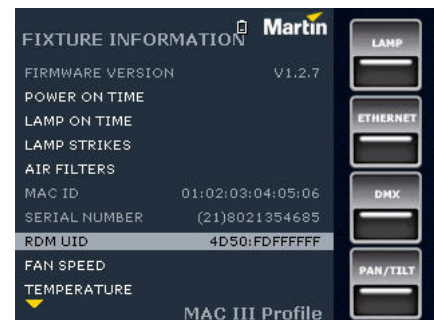 Martin
FIXTURE INFORMATION
FIRMWARE VERSION V1.2.7
POWER ON TIME
LAMP ON TIME
LAMP STRIKES
AIR FILTERS
MAC ID 01:02:03:04:05:06
SERIAL NUMBER (21)8021354685
RDM UID 4D50:FDFFFFFF
FAN SPEED
TEMPERATURE
MAC III Profile
LAMP
ETHERNET
DMX
PAN/TILT